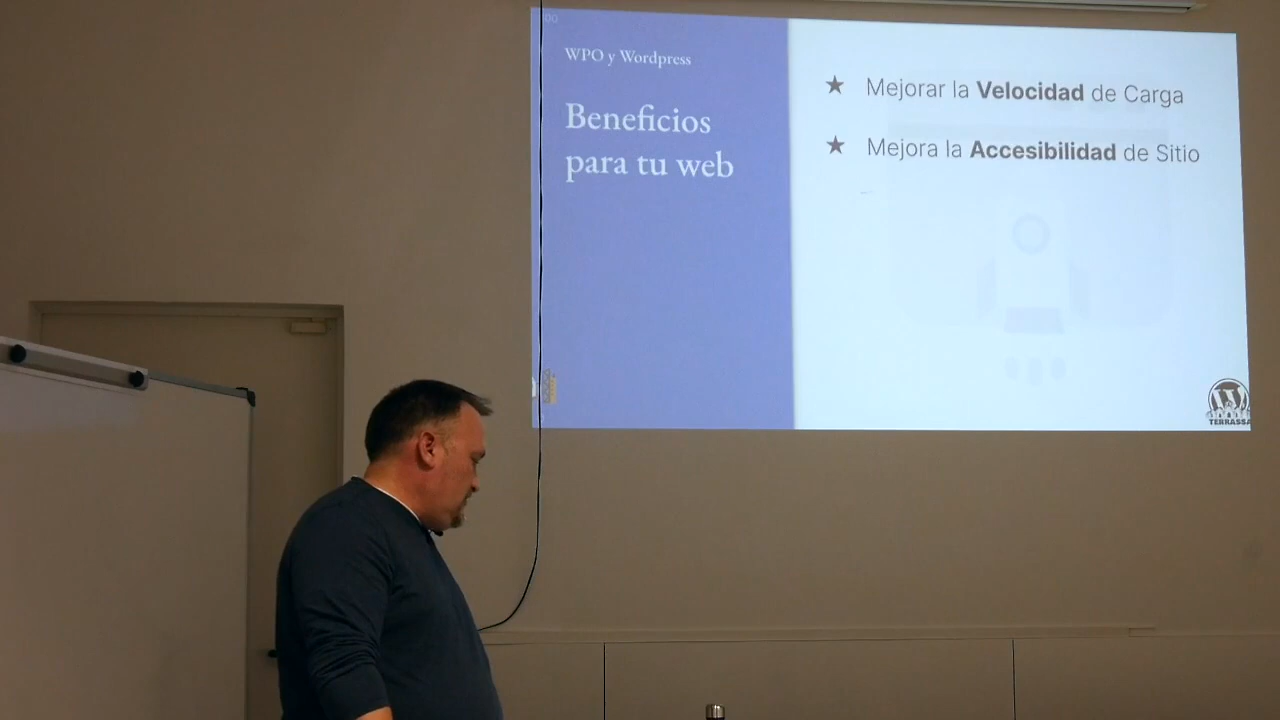 WPO y Wordpress
Beneficios
para tu web
★ Mejorar la Velocidad de Carga
★ Mejora la Accesibilidad de Sitio
TERRASSA